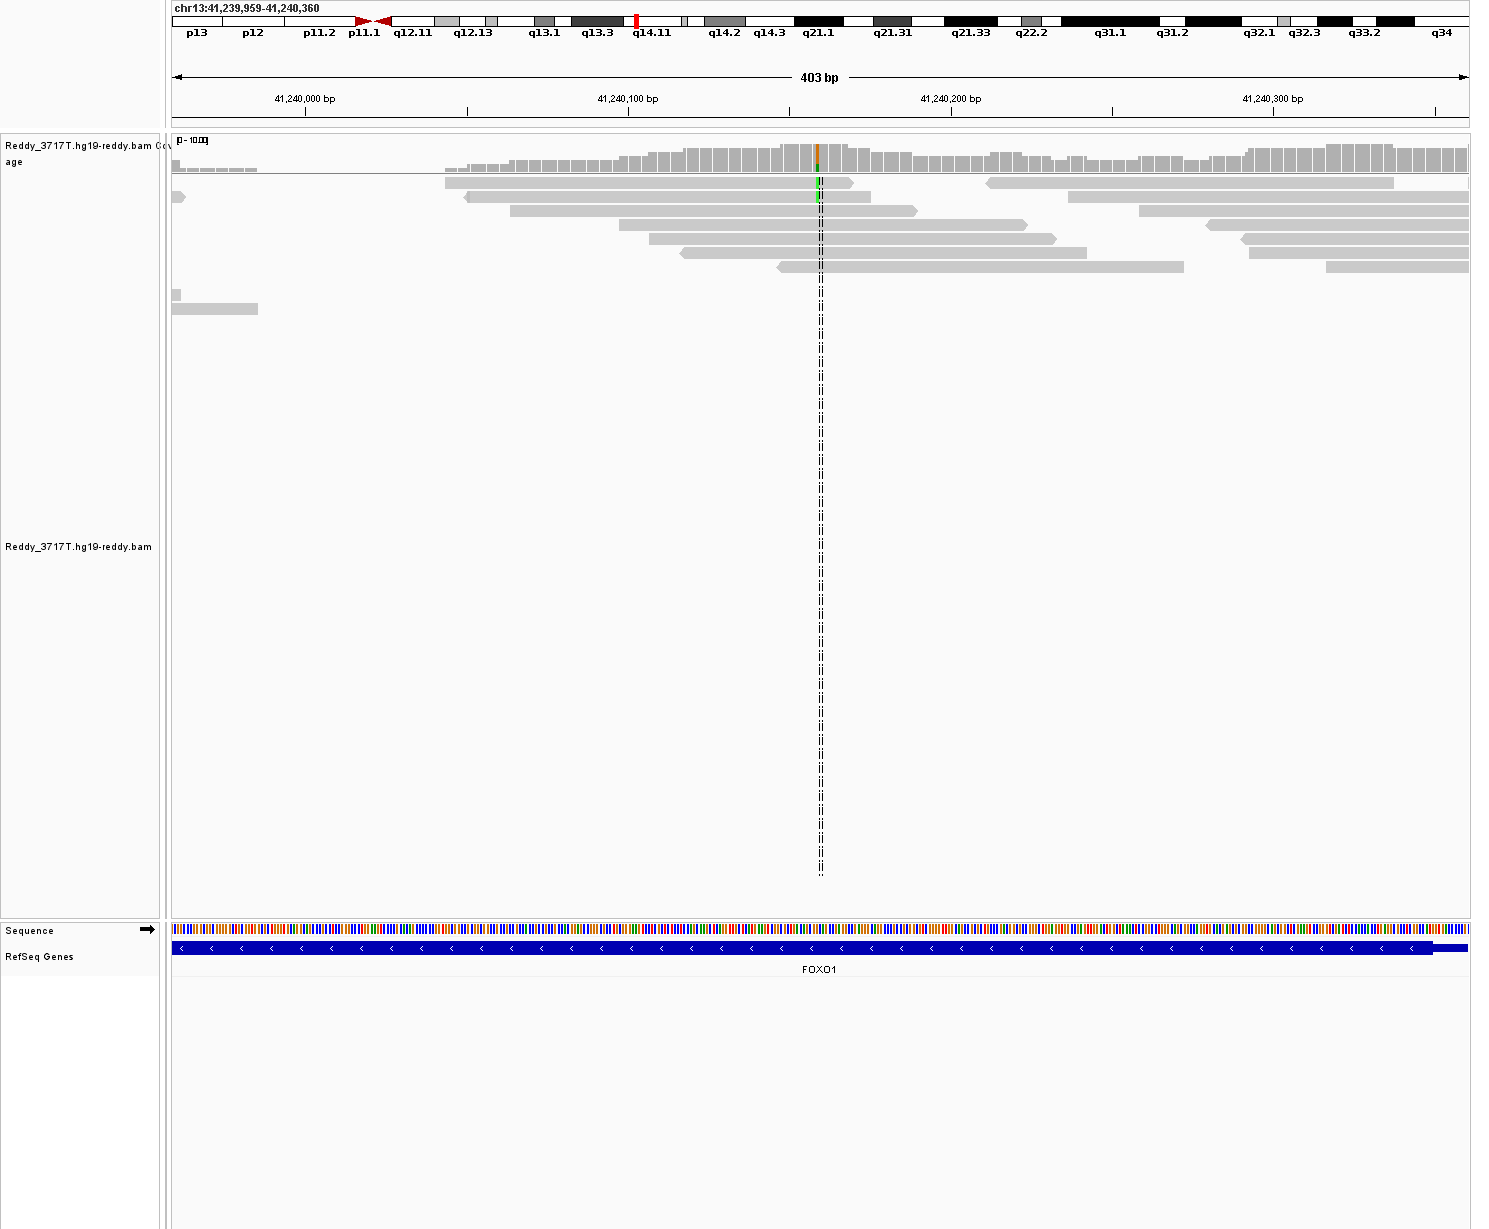 chr13:41,239,959-41,240,360
p13 p12 p11.2 p11.1 q12.11 q12.13 q13.1 q13.3 q14.11 q14.2 q14.3 q21.1 q21.31 q21.33 q22.2 q31.1 q31.2 q32.1 q32.3 q33.2 q34
403 bp
41,240,000 bp 41,240,100 bp 41,240,200 bp 41,240,300 bp
[0 - 10.00]
Reddy_3717T.hg19-reddy.bam Cov
age
Reddy_3717T.hg19-reddy.bam
Sequence
RefSeq Genes
FOXO1